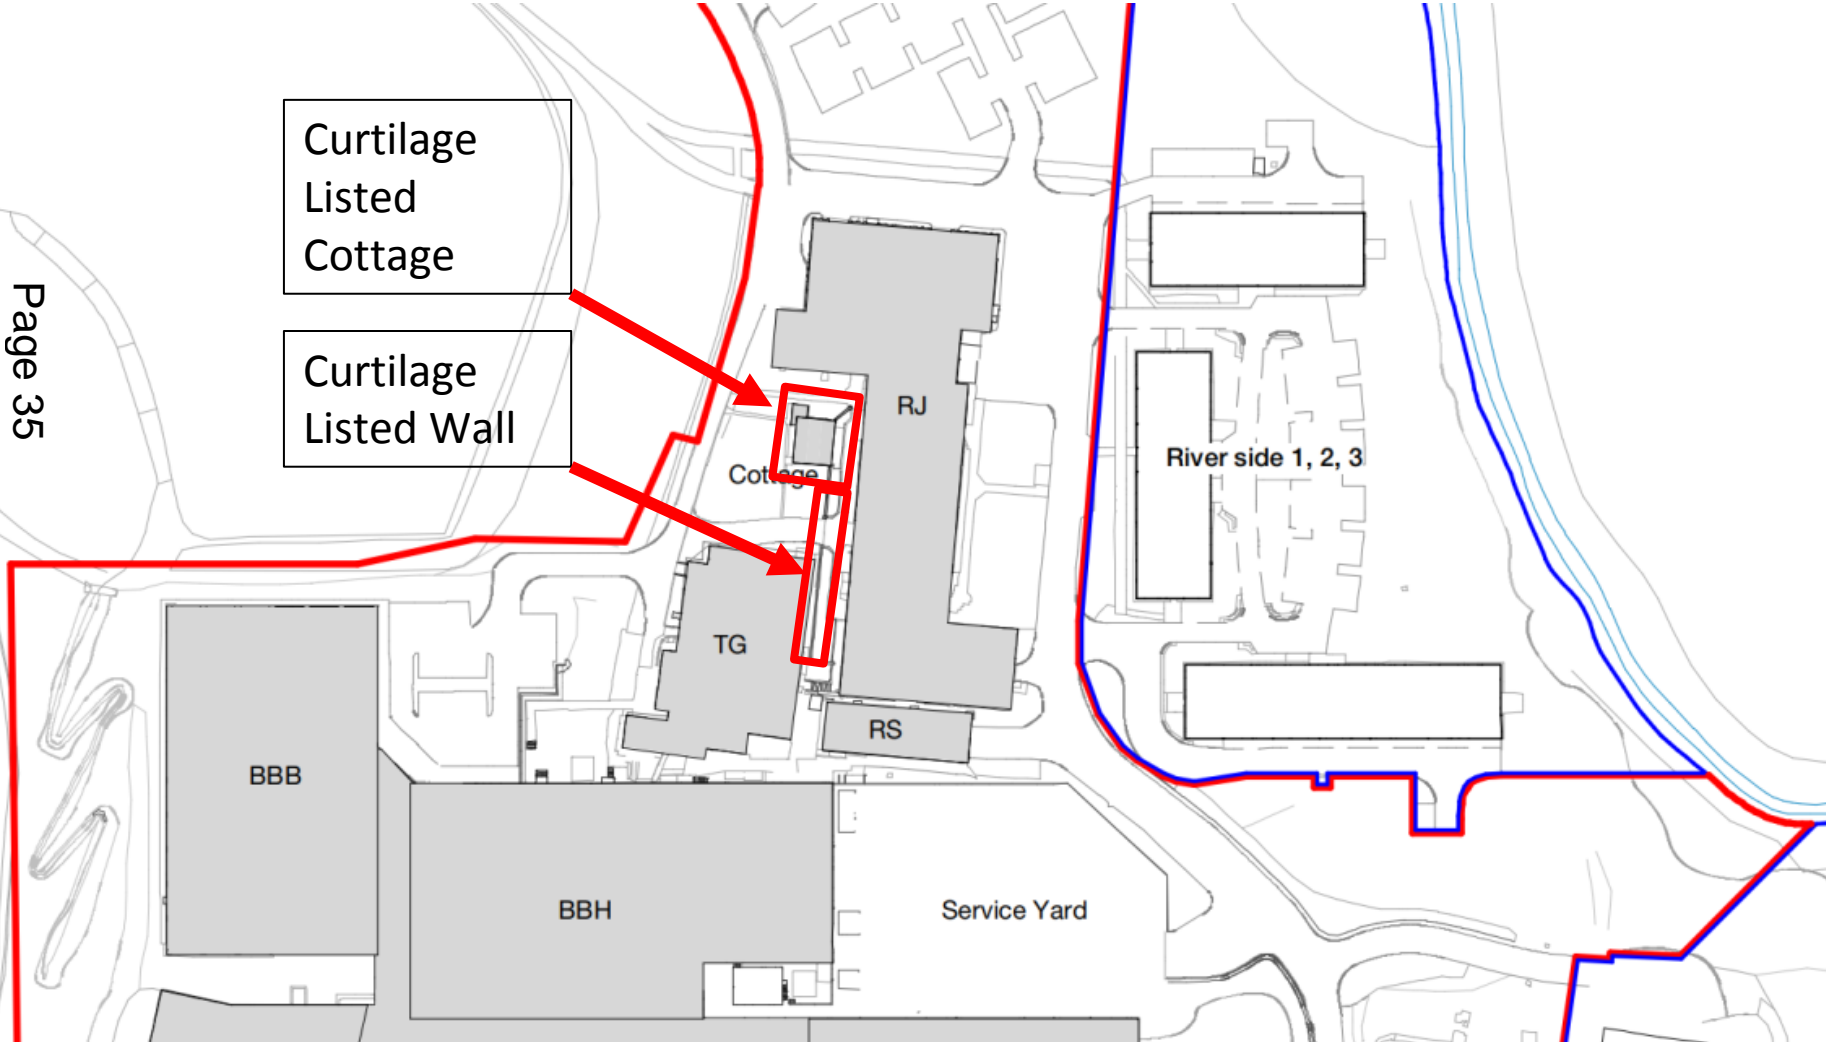 Curtilage
Listed
Cottage
Curtilage
Listed Wall
Page 35
RJ
Cottage
River side 1, 2, 3
TG
RS
BBB
BBH
Service Yard